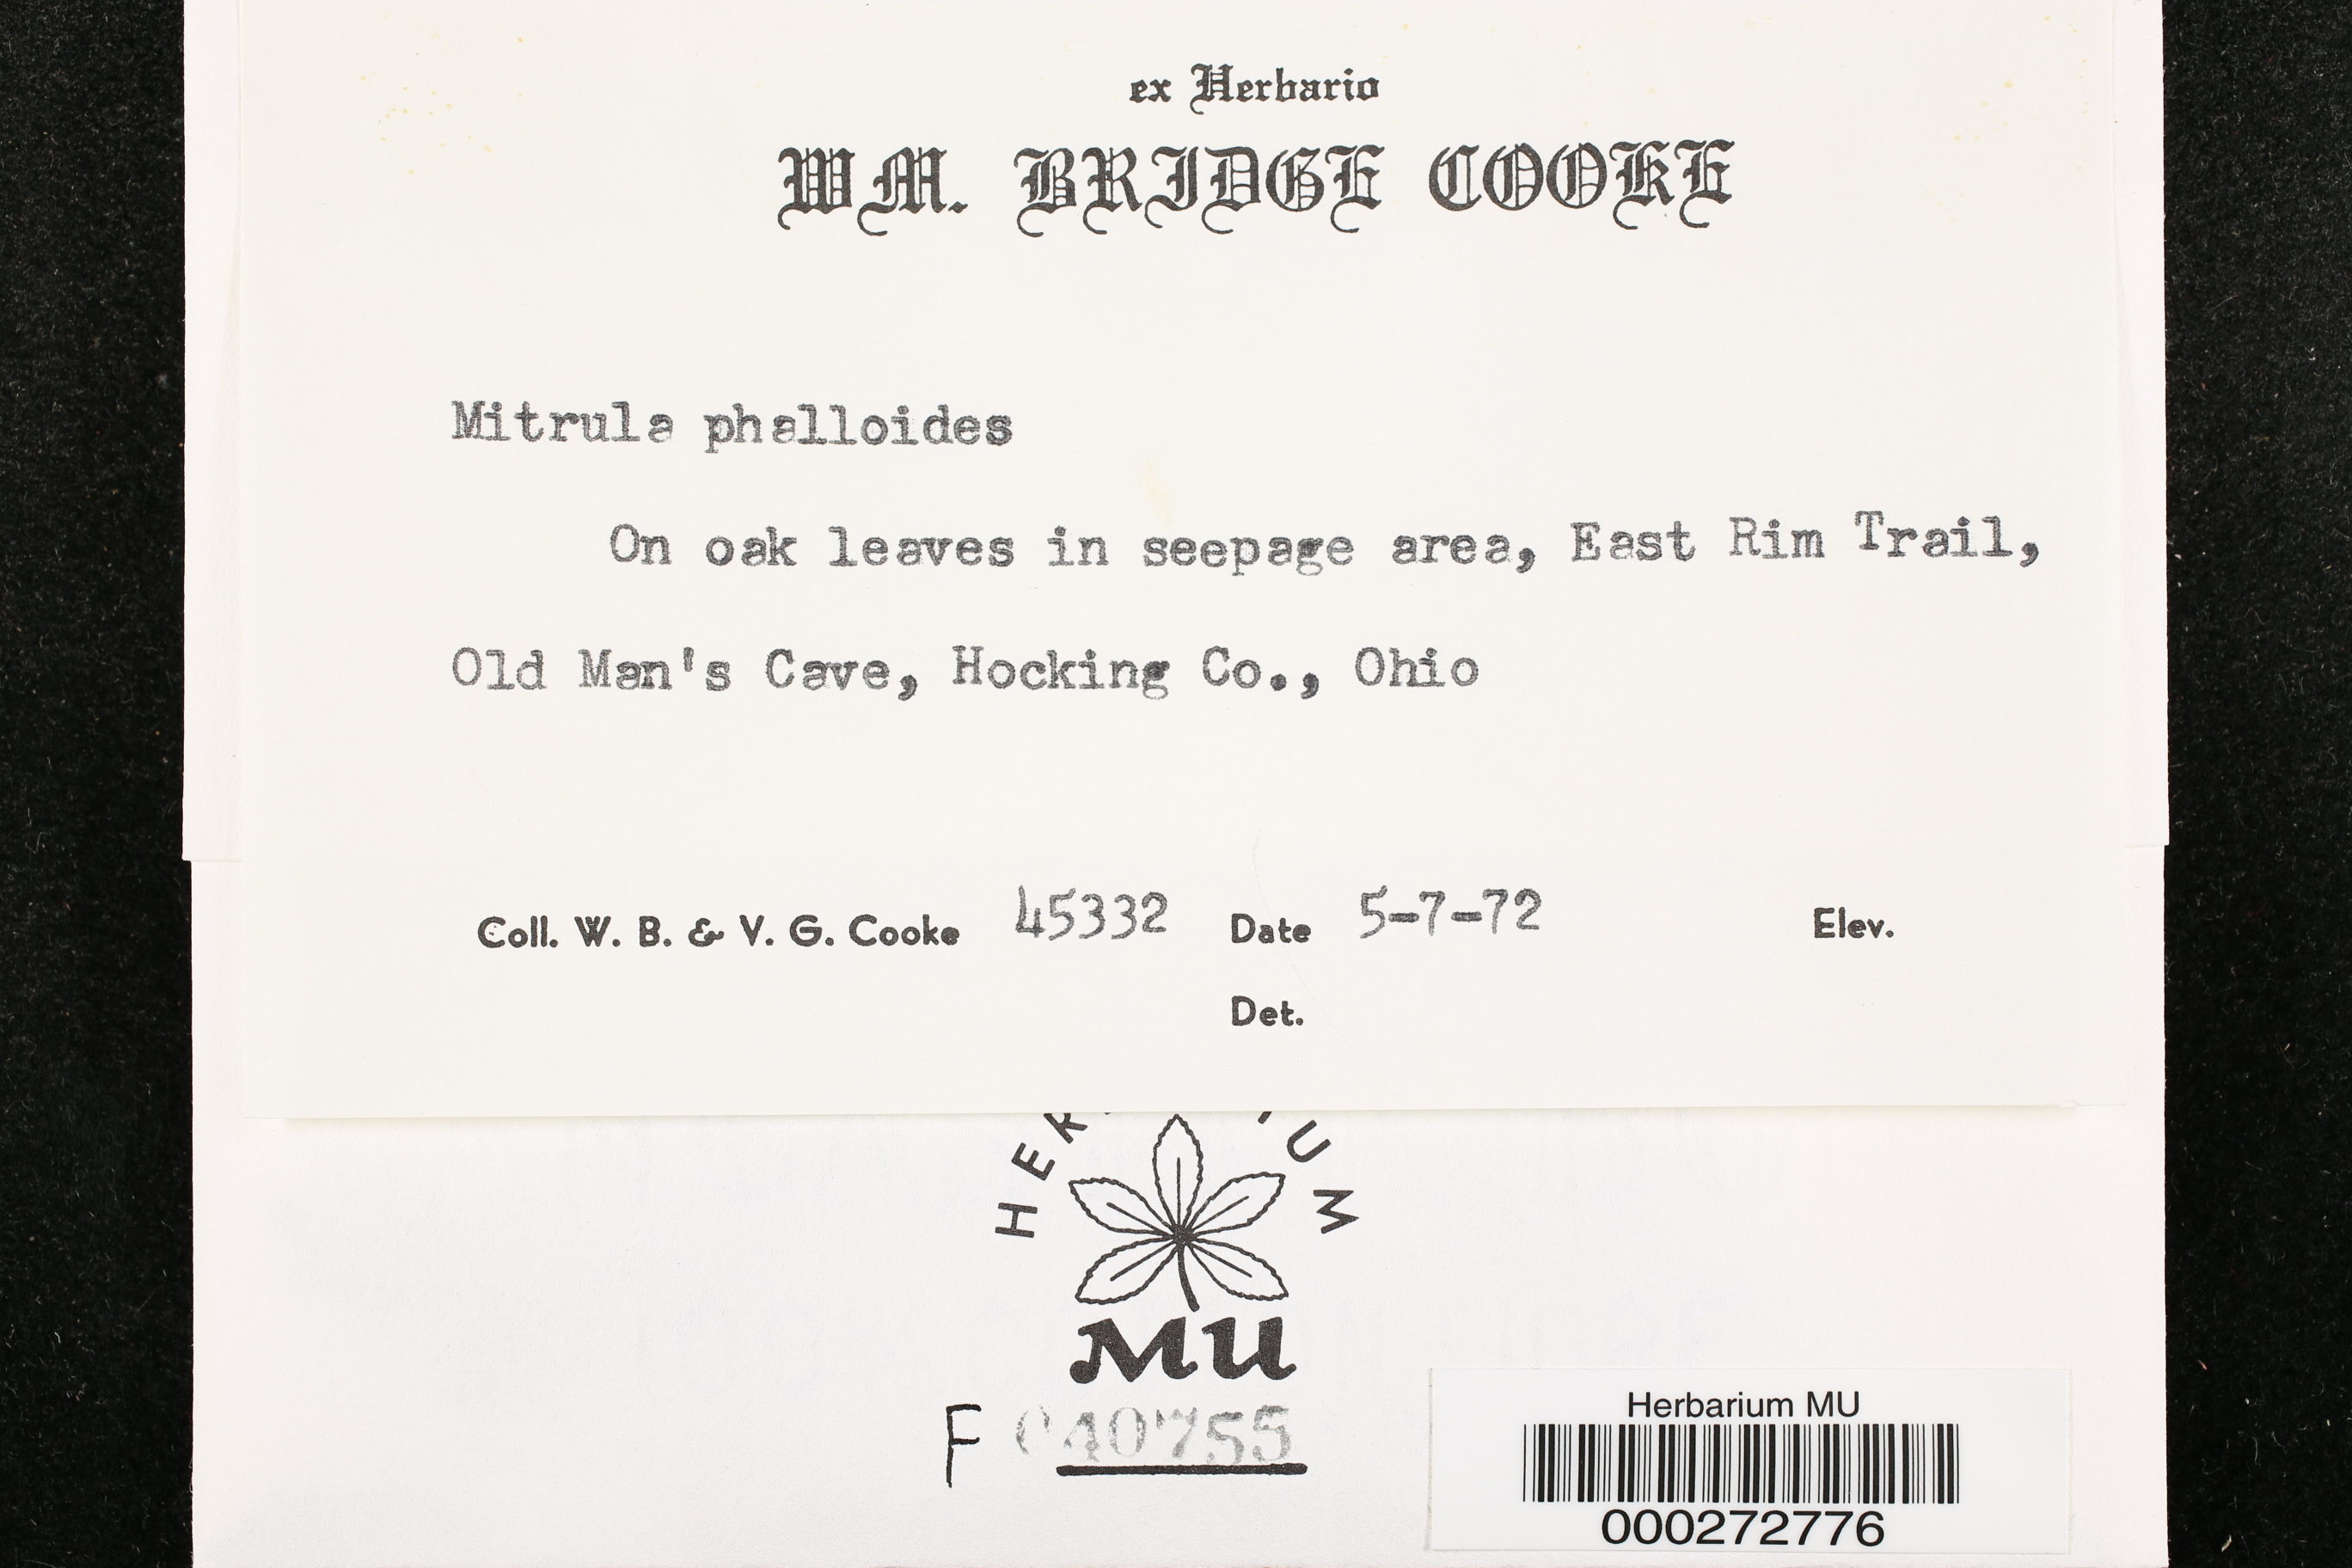 ex Herbario
WM. BRIDGE COOKE
Mitrula phalloides
On oak leaves in seepage area, East Rim Trail,
Old Man's Cave, Hocking Co., Ohio
Coll. W. B. & V. G. Cooke 45332 Date 5-7-72 Elev.
Det.
MU
F 040755
Herbarium MU
000272776